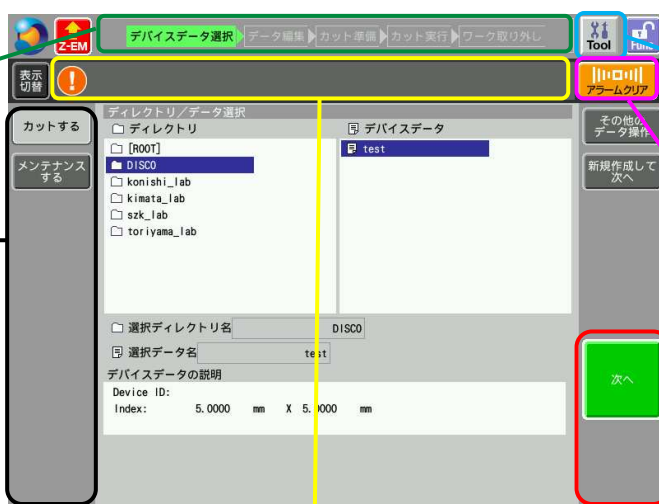 Z-EM
デバイスデータ選択 データ編集 カット準備 カット実行 ワーク取り外し
Tool
Func
表示
切替
アラームクリア
カットする
メンテナンス
する
ディレクトリ/データ選択
ディレクトリ
[ROOT]
DISCO
konishi_lab
kimata_lab
szk_lab
toriyama_lab
デバイスデータ
test
その他の
データ操作
新規作成して
次へ
選択ディレクトリ名 DISCO
選択データ名 test
デバイスデータの説明
Device ID:
Index: 5.0000 mm X 5.0000 mm
次へ